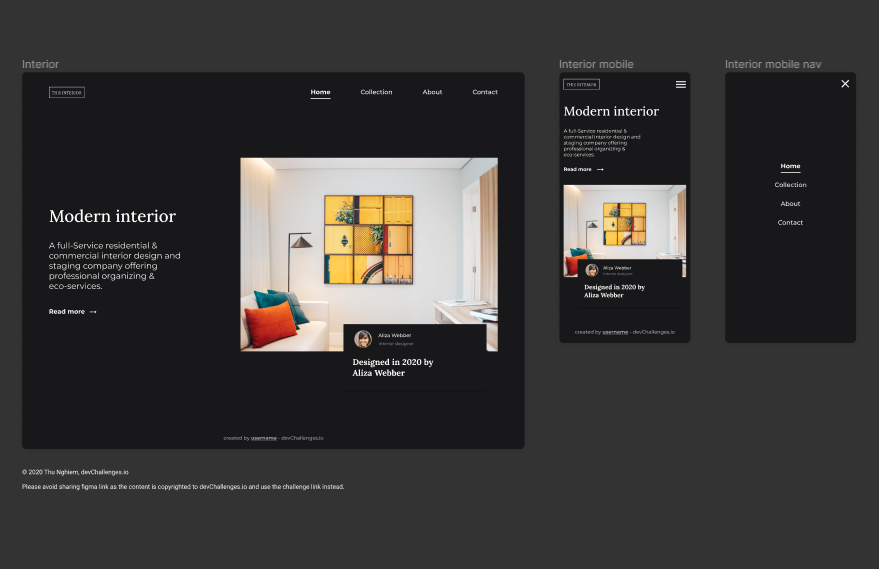 Interior
THIS INTERIOR
Home
Collection
About
Contact
Modern interior
A full-Service residential &
commercial interior design and
staging company offering
professional organizing &
eco-services.
Read more →
Aliza Webber
Interior designer
Designed in 2020 by
Aliza Webber
created by username - devChallenges.io
Interior mobile
THIS INTERIOR
Modern interior
A full-Service residential &
commercial interior design and
staging company offering
professional organizing &
eco-services.
Read more →
Aliza Webber
Interior designer
Designed in 2020 by
Aliza Webber
created by username - devChallenges.io
Interior mobile nav
Home
Collection
About
Contact
© 2020 Thu Nghiem, devChallenges.io
Please avoid sharing figma link as the content is copyrighted to devChallenges.io and use the challenge link instead.